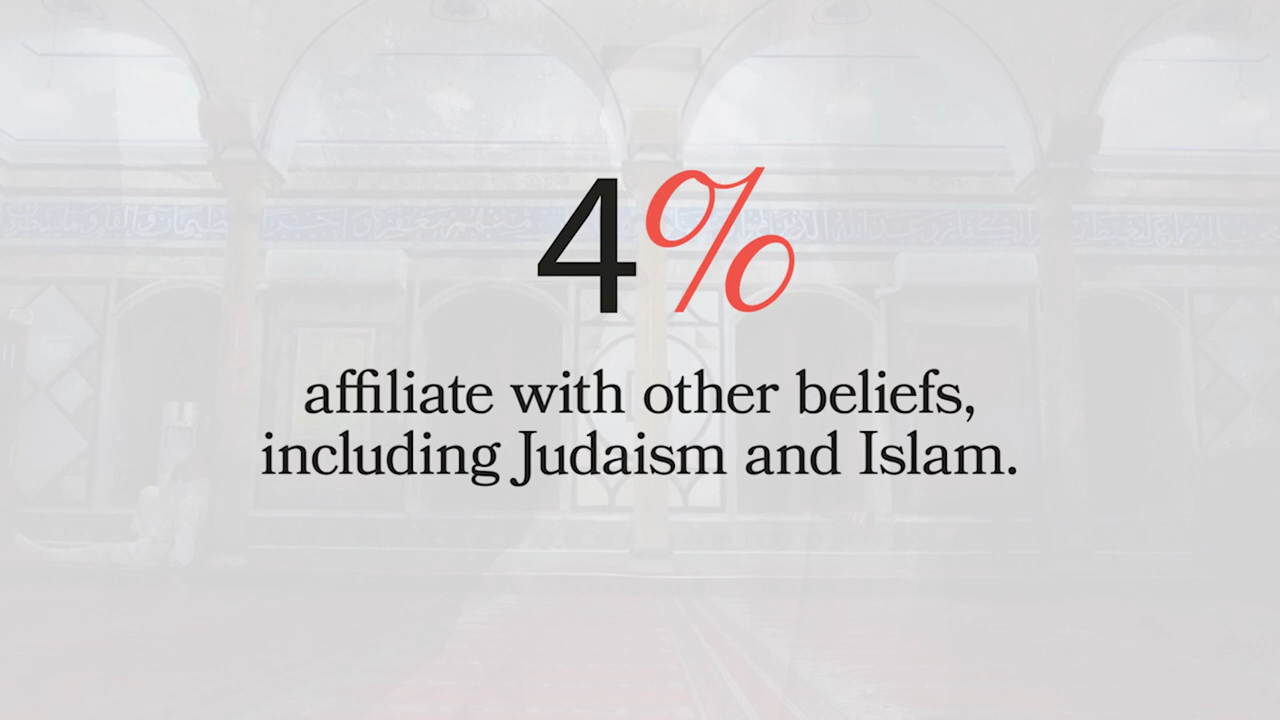 4%
affiliate with other beliefs,
including Judaism and Islam.